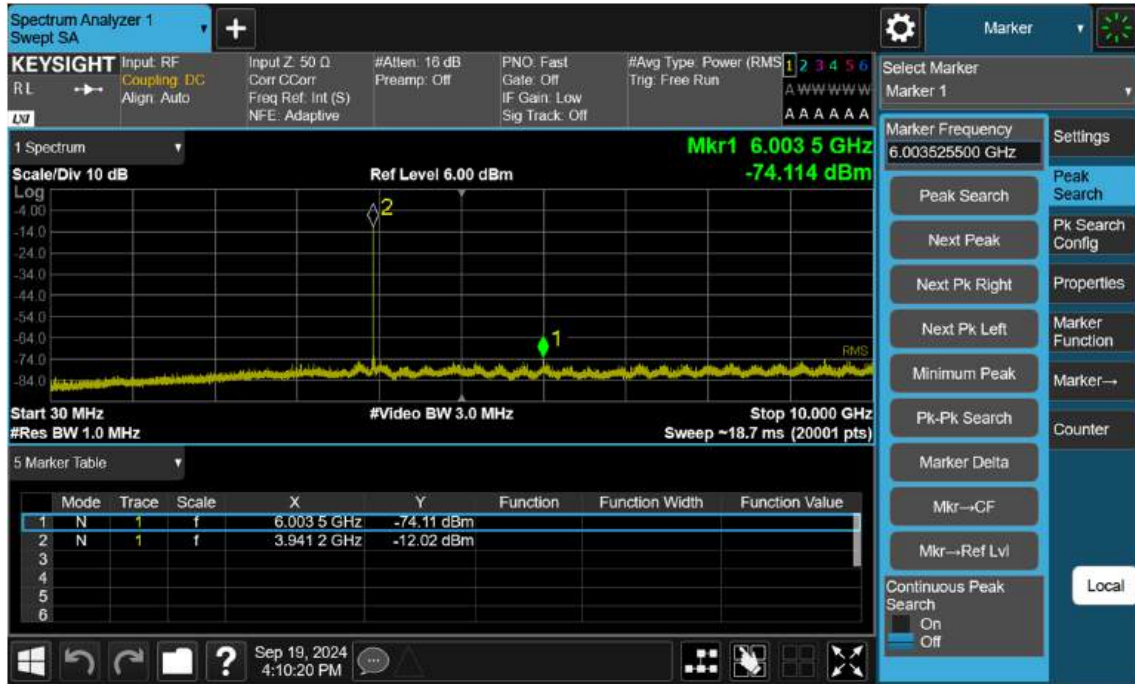 Spectrum Analyzer 1
Swept SA
Marker
KEYSIGHT
RL
LXI
Input: RF
Coupling: DC
Align: Auto
Input Z: 50 Ω
Corr CCorr
Freq Ref: Int (S)
NFE: Adaptive
#Atten: 16 dB
Preamp: Off
PNO: Fast
Gate: Off
IF Gain: Low
Sig Track: Off
#Avg Type: Power (RMS
Trig: Free Run
1 2 3 4 5 6
A W W W W W
A A A A A A
Select Marker
Marker 1
1 Spectrum
Mkr1 6.003 5 GHz
-74.114 dBm
Scale/Div 10 dB
Ref Level 6.00 dBm
Log
-4.00
-14.0
-24.0
-34.0
-44.0
-54.0
-64.0
-74.0
-84.0
2
1
RMS
Start 30 MHz
#Video BW 3.0 MHz
Stop 10.000 GHz
#Res BW 1.0 MHz
Sweep ~18.7 ms (20001 pts)
5 Marker Table
Mode Trace Scale X Y Function Function Width Function Value
1 N 1 f 6.003 5 GHz -74.11 dBm
2 N 1 f 3.941 2 GHz -12.02 dBm
3
4
5
6
Marker Frequency
6.003525500 GHz
Peak Search
Next Peak
Next Pk Right
Next Pk Left
Minimum Peak
Pk-Pk Search
Marker Delta
Mkr→CF
Mkr→Ref Lvl
Continuous Peak
Search
On
Off
Settings
Peak
Search
Pk Search
Config
Properties
Marker
Function
Marker→
Counter
Local
?
Sep 19, 2024
4:10:20 PM